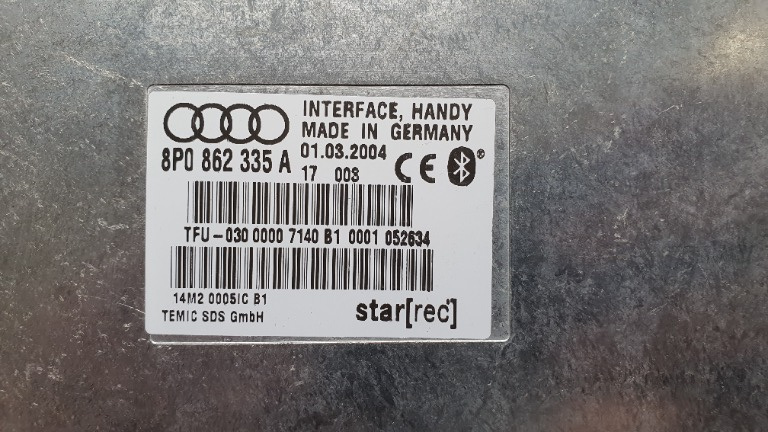 INTERFACE, HANDY
MADE IN GERMANY
8P0 862 335 A
01.03.2004
17 008
CE
TFU-030 0000 7140 B1 0001 052634
14M2 0005IC B1
TEMIC SDS GmbH
star[rec]